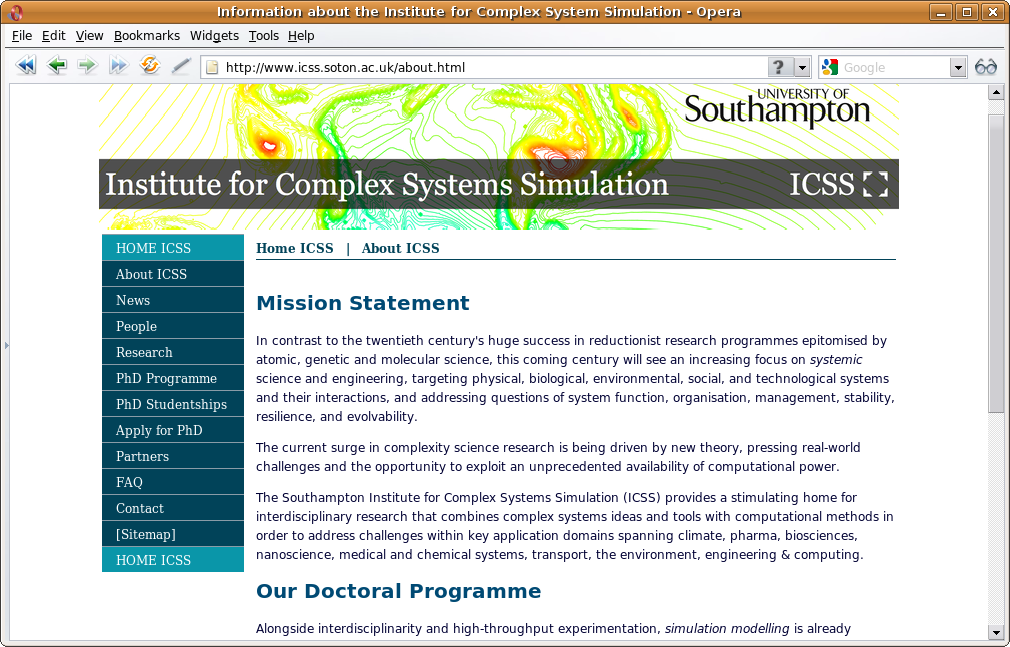 Information about the Institute for Complex System Simulation - Opera
File Edit View Bookmarks Widgets Tools Help
http://www.icss.soton.ac.uk/about.html ? Google
UNIVERSITY OF
Southampton
Institute for Complex Systems Simulation ICSS
HOME ICSS
About ICSS
News
People
Research
PhD Programme
PhD Studentships
Apply for PhD
Partners
FAQ
Contact
[Sitemap]
HOME ICSS
Home ICSS | About ICSS
Mission Statement
In contrast to the twentieth century's huge success in reductionist research programmes epitomised by
atomic, genetic and molecular science, this coming century will see an increasing focus on systemic
science and engineering, targeting physical, biological, environmental, social, and technological systems
and their interactions, and addressing questions of system function, organisation, management, stability,
resilience, and evolvability.
The current surge in complexity science research is being driven by new theory, pressing real-world
challenges and the opportunity to exploit an unprecedented availability of computational power.
The Southampton Institute for Complex Systems Simulation (ICSS) provides a stimulating home for
interdisciplinary research that combines complex systems ideas and tools with computational methods in
order to address challenges within key application domains spanning climate, pharma, biosciences,
nanoscience, medical and chemical systems, transport, the environment, engineering & computing.
Our Doctoral Programme
Alongside interdisciplinarity and high-throughput experimentation, simulation modelling is already